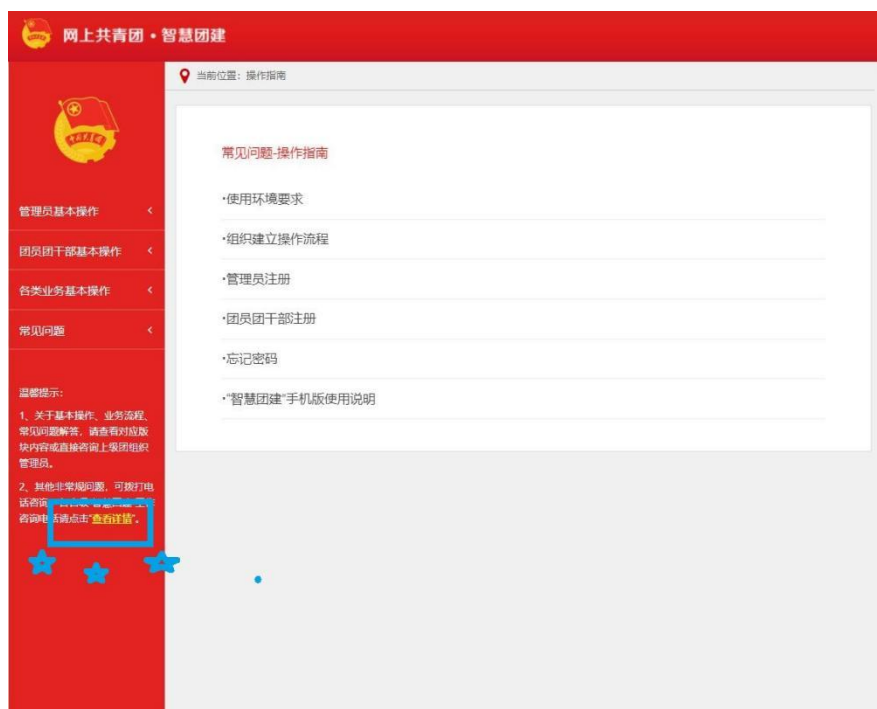 网上共青团·智慧团建
当前位置：操作指南
管理员基本操作
团员团干部基本操作
各类业务基本操作
常见问题
温馨提示：
1、关于基本操作、业务流程、
常见问题解答，请查看对应版
块内容或直接咨询上级团组织
管理员。
2、其他非常规问题，可拨打电
话咨询
咨询电话请点击“查看详情”。
常见问题-操作指南
·使用环境要求
·组织建立操作流程
·管理员注册
·团员团干部注册
·忘记密码
·“智慧团建”手机版使用说明